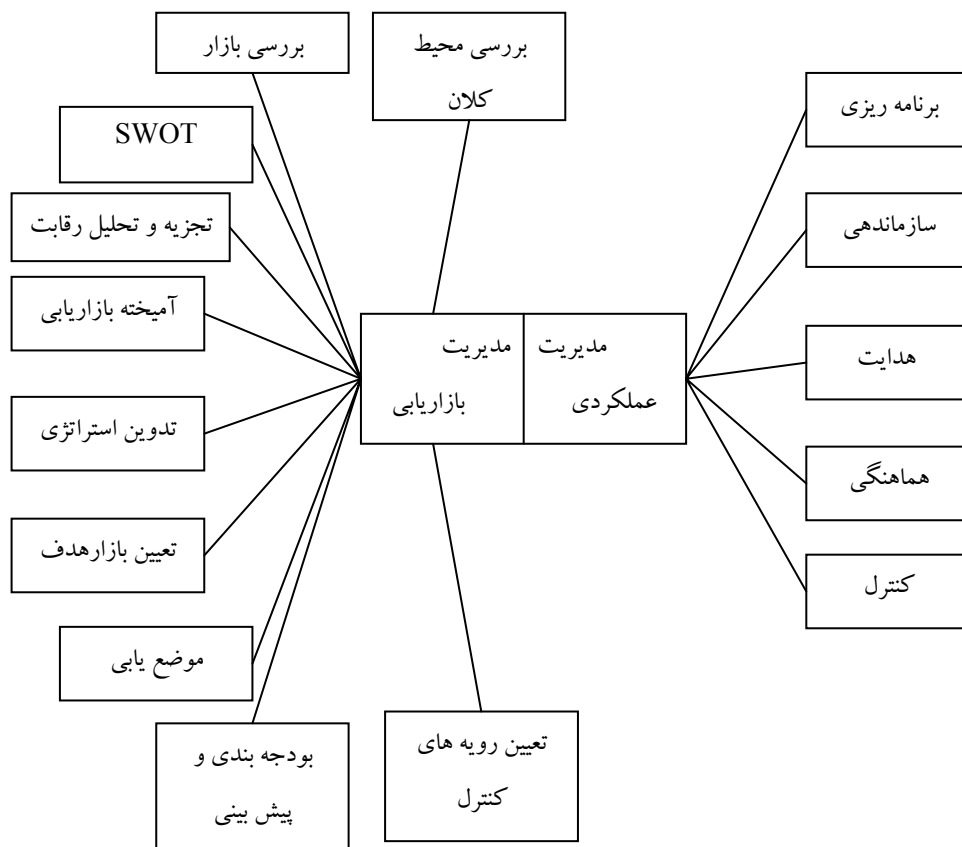 بررسی محیط
کلان
بررسی بازار
SWOT
تجزیه و تحلیل رقابت
آمیخته بازاریابی
تدوین استراتژی
تعیین بازارهدف
موضع یابی
بودجه بندی و
پیش بینی
تعیین رویه های
کنترل
مدیریت
بازاریابی
مدیریت
عملکردی
برنامه ریزی
سازماندهی
هدایت
هماهنگی
کنترل